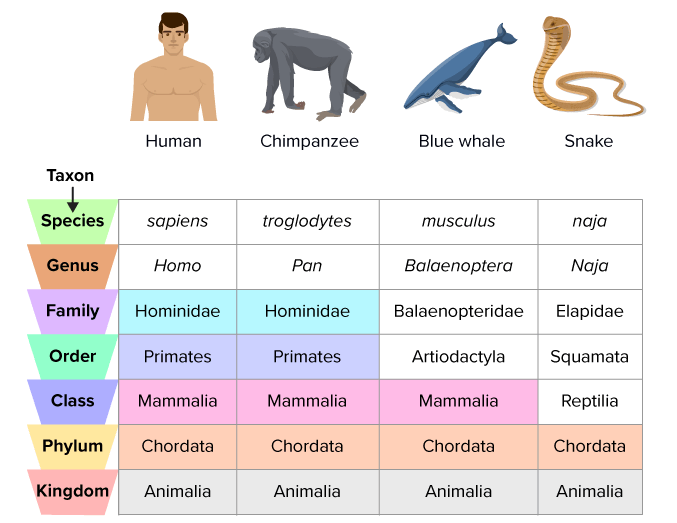 Human Chimpanzee Blue whale Snake
Taxon
Species sapiens troglodytes musculus naja
Genus Homo Pan Balaenoptera Naja
Family Hominidae Hominidae Balaenopteridae Elapidae
Order Primates Primates Artiodactyla Squamata
Class Mammalia Mammalia Mammalia Reptilia
Phylum Chordata Chordata Chordata Chordata
Kingdom Animalia Animalia Animalia Animalia